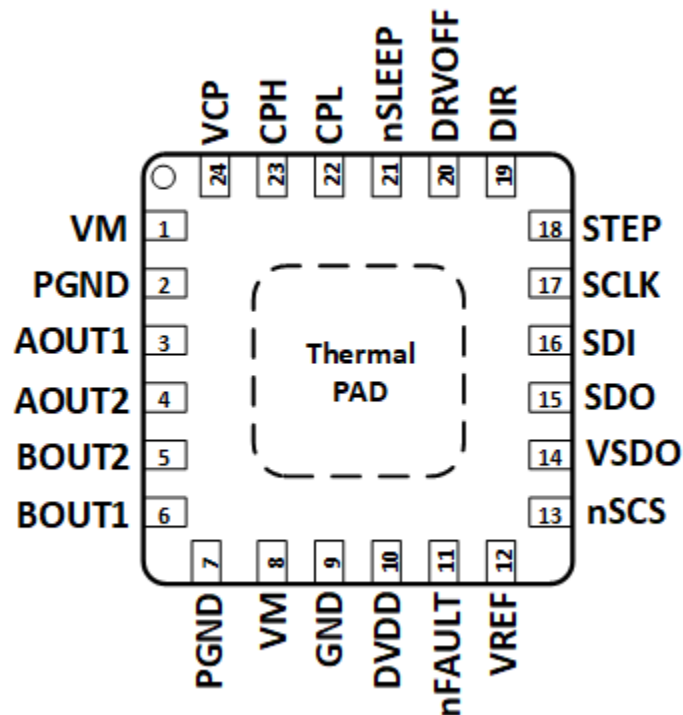 VCP
CPH
CPL
nSLEEP
DRVOFF
DIR
24
23
22
21
20
19
VM 1
18 STEP
PGND 2
17 SCLK
AOUT1 3
16 SDI
Thermal
PAD
AOUT2 4
15 SDO
BOUT2 5
14 VSDO
BOUT1 6
13 nSCS
7
8
9
10
11
12
PGND
VM
GND
DVDD
nFAULT
VREF